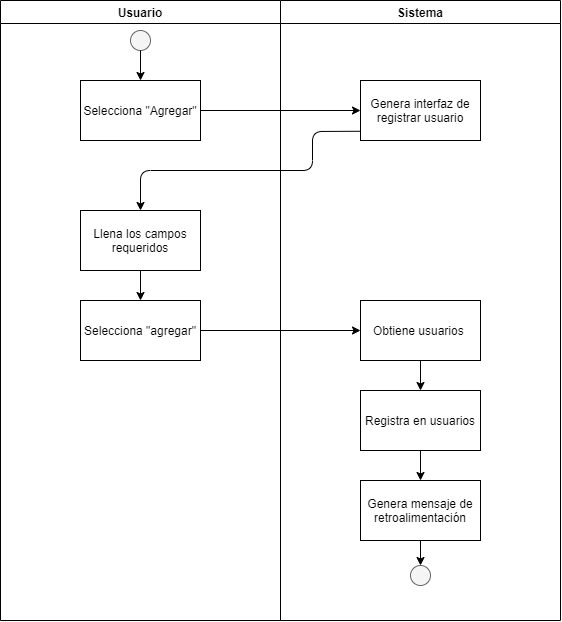 Usuario
Sistema
Selecciona "Agregar"
Genera interfaz de
registrar usuario
Llena los campos
requeridos
Selecciona "agregar"
Obtiene usuarios
Registra en usuarios
Genera mensaje de
retroalimentación